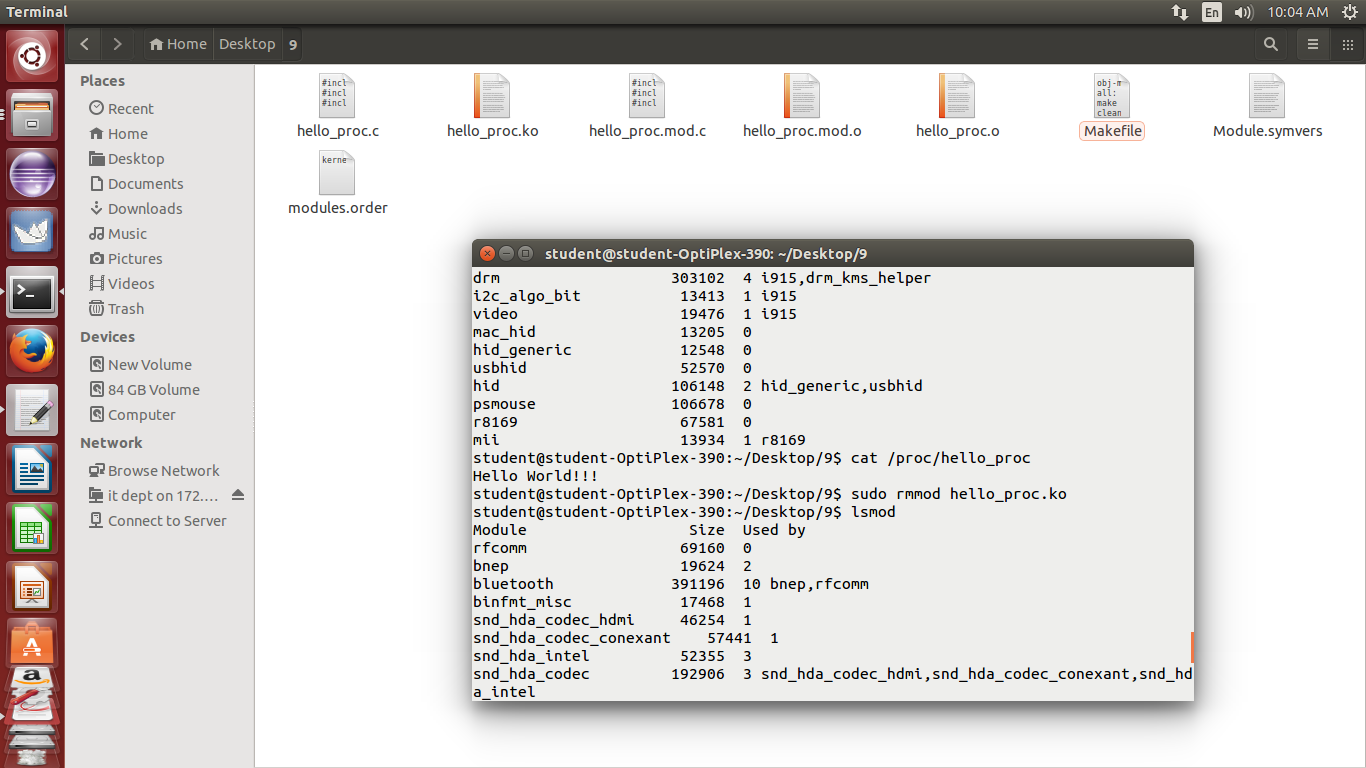 Terminal
En
10:04 AM
Home
Desktop
9
Places
Recent
Home
Desktop
Documents
Downloads
Music
Pictures
Videos
Trash
Devices
New Volume
84 GB Volume
Computer
Network
Browse Network
it dept on 172....
Connect to Server
#incl
#incl
#incl
hello_proc.c
hello_proc.ko
#incl
#incl
#incl
hello_proc.mod.c
hello_proc.mod.o
hello_proc.o
obj-m
all:
make
clean
Makefile
Module.symvers
kerne
modules.order
student@student-OptiPlex-390: ~/Desktop/9
drm 303102 4 i915,drm_kms_helper
i2c_algo_bit 13413 1 i915
video 19476 1 i915
mac_hid 13205 0
hid_generic 12548 0
usbhid 52570 0
hid 106148 2 hid_generic,usbhid
psmouse 106678 0
r8169 67581 0
mii 13934 1 r8169
student@student-OptiPlex-390:~/Desktop/9$ cat /proc/hello_proc
Hello World!!!
student@student-OptiPlex-390:~/Desktop/9$ sudo rmmod hello_proc.ko
student@student-OptiPlex-390:~/Desktop/9$ lsmod
Module Size Used by
rfcomm 69160 0
bnep 19624 2
bluetooth 391196 10 bnep,rfcomm
binfmt_misc 17468 1
snd_hda_codec_hdmi 46254 1
snd_hda_codec_conexant 57441 1
snd_hda_intel 52355 3
snd_hda_codec 192906 3 snd_hda_codec_hdmi,snd_hda_codec_conexant,snd_hd
a_intel